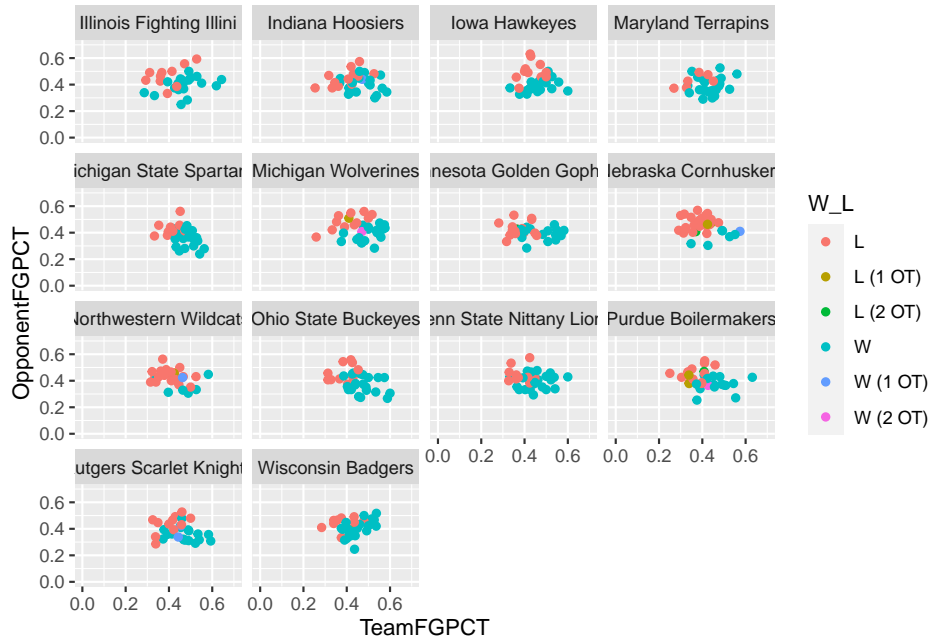 Illinois Fighting Illini
Indiana Hoosiers
Iowa Hawkeyes
Maryland Terrapins
0.6
0.4
0.2
0.0
ichigan State Spartan
Michigan Wolverines
nnesota Golden Goph
Nebraska Cornhusker
0.6
0.4
0.2
0.0
Northwestern Wildcats
Ohio State Buckeyes
enn State Nittany Lion
Purdue Boilermakers
0.6
0.4
0.2
0.0
utgers Scarlet Knight
Wisconsin Badgers
0.6
0.4
0.2
0.0
0.0 0.2 0.4 0.6
0.0 0.2 0.4 0.6
0.0 0.2 0.4 0.6
0.0 0.2 0.4 0.6
TeamFGPCT
OpponentFGPCT
W_L
L
L (1 OT)
L (2 OT)
W
W (1 OT)
W (2 OT)